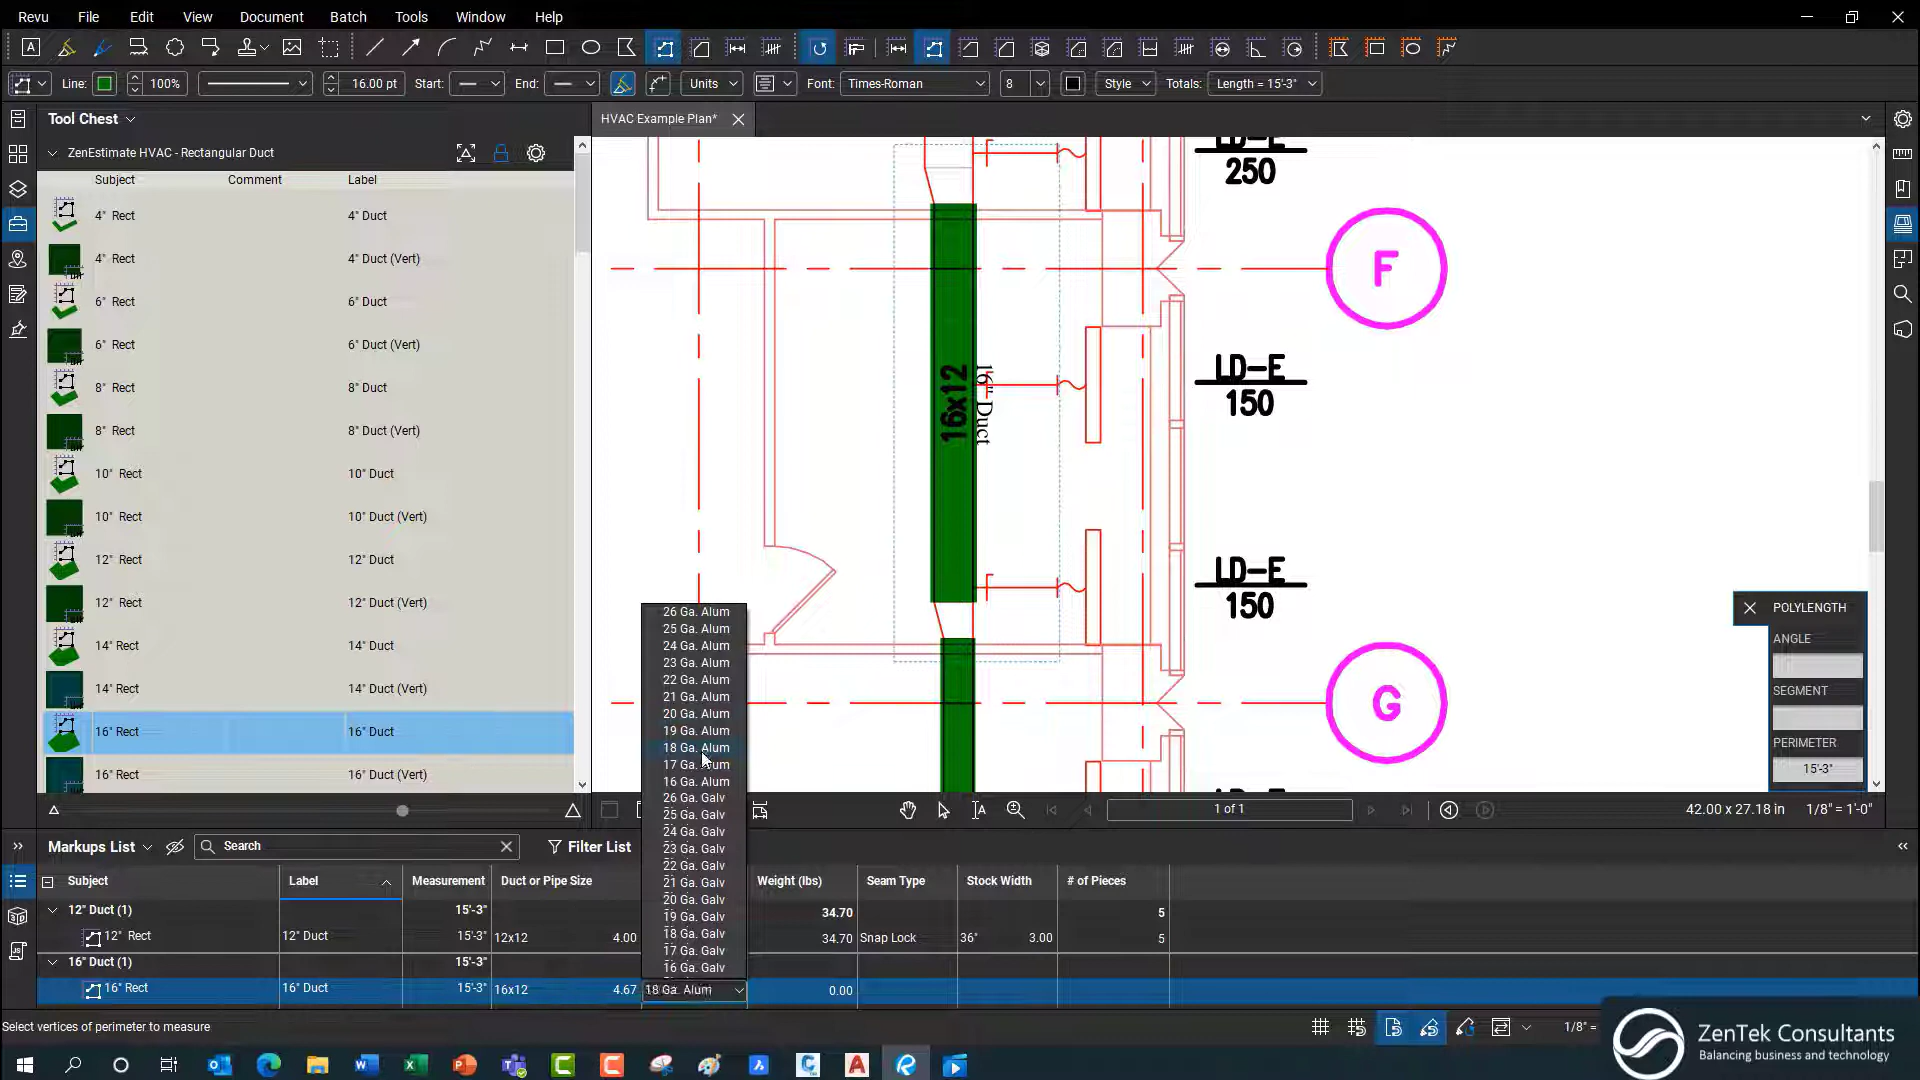 Revu File Edit View Document Batch Tools Window Help
Line: 100% 16.00 pt Start: End: Units Font: Times-Roman 8 Style Totals: Length = 15'-3"
Tool Chest
HVAC Example Plan*
ZenEstimate HVAC - Rectangular Duct
Subject Comment Label
4" Rect 4" Duct
4" Rect 4" Duct (Vert)
6" Rect 6" Duct
6" Rect 6" Duct (Vert)
8" Rect 8" Duct
8" Rect 8" Duct (Vert)
10" Rect 10" Duct
10" Rect 10" Duct (Vert)
12" Rect 12" Duct
12" Rect 12" Duct (Vert)
14" Rect 14" Duct
14" Rect 14" Duct (Vert)
16" Rect 16" Duct
16" Rect 16" Duct (Vert)
LD-E
250
F
16x12
16" Duct
LD-E
150
LD-E
150
G
POLYLENGTH
ANGLE
SEGMENT
PERIMETER
15'-3"
26 Ga. Alum
25 Ga. Alum
24 Ga. Alum
23 Ga. Alum
22 Ga. Alum
21 Ga. Alum
20 Ga. Alum
19 Ga. Alum
18 Ga. Alum
17 Ga. Alum
16 Ga. Alum
26 Ga. Galv
25 Ga. Galv
24 Ga. Galv
23 Ga. Galv
22 Ga. Galv
21 Ga. Galv
20 Ga. Galv
19 Ga. Galv
18 Ga. Galv
17 Ga. Galv
16 Ga. Galv
1 of 1 42.00 x 27.18 in 1/8" = 1'-0"
Markups List Search Filter List
Subject Label Measurement Duct or Pipe Size Weight (lbs) Seam Type Stock Width # of Pieces
12" Duct (1) 15'-3" 34.70 5
12" Rect 12" Duct 15'-3" 12x12 4.00 34.70 Snap Lock 36" 3.00 5
16" Duct (1) 15'-3"
16" Rect 16" Duct 15'-3" 16x12 4.67 18 Ga. Alum 0.00
Select vertices of perimeter to measure 1/8" =
ZenTek Consultants
Balancing business and technology